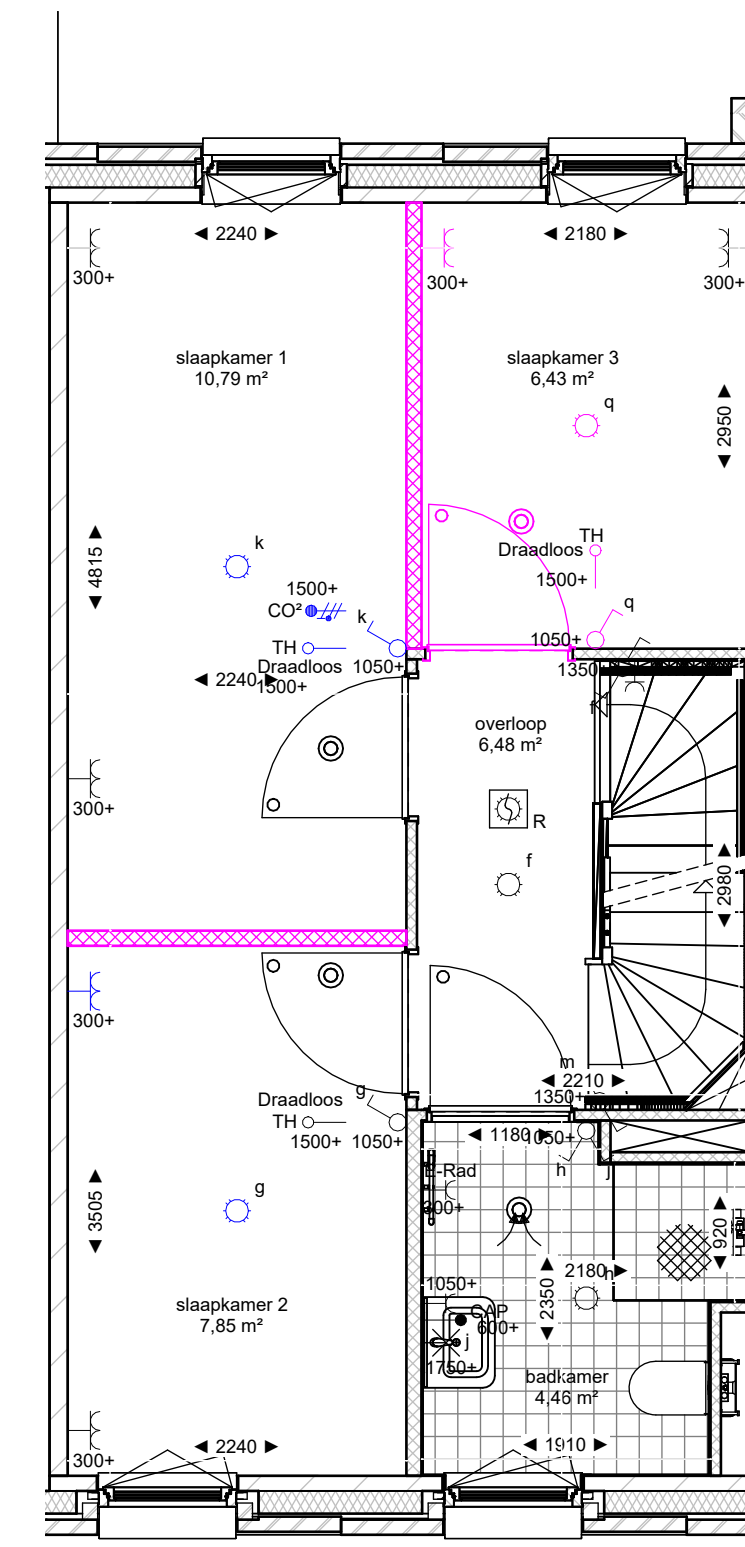 2240
2180
300+
300+
300+
slaapkamer 1
10,79 m²
slaapkamer 3
6,43 m²
q
2950
TH
Draadloos
1500+
k
4815
1500+
CO²
k
q
TH
1050+
1050+
Draadloos
1350
2240
1500+
f
overloop
6,48 m²
300+
R
f
2980
300+
m
2210
Draadloos
g
1350+
TH
1500+
1050+
1180
1050+
h
j
E-Rad
g
300+
3505
920
2180
h
2350
1050+
CAP
600+
slaapkamer 2
7,85 m²
j
1750+
badkamer
4,46 m²
2240
1910
300+